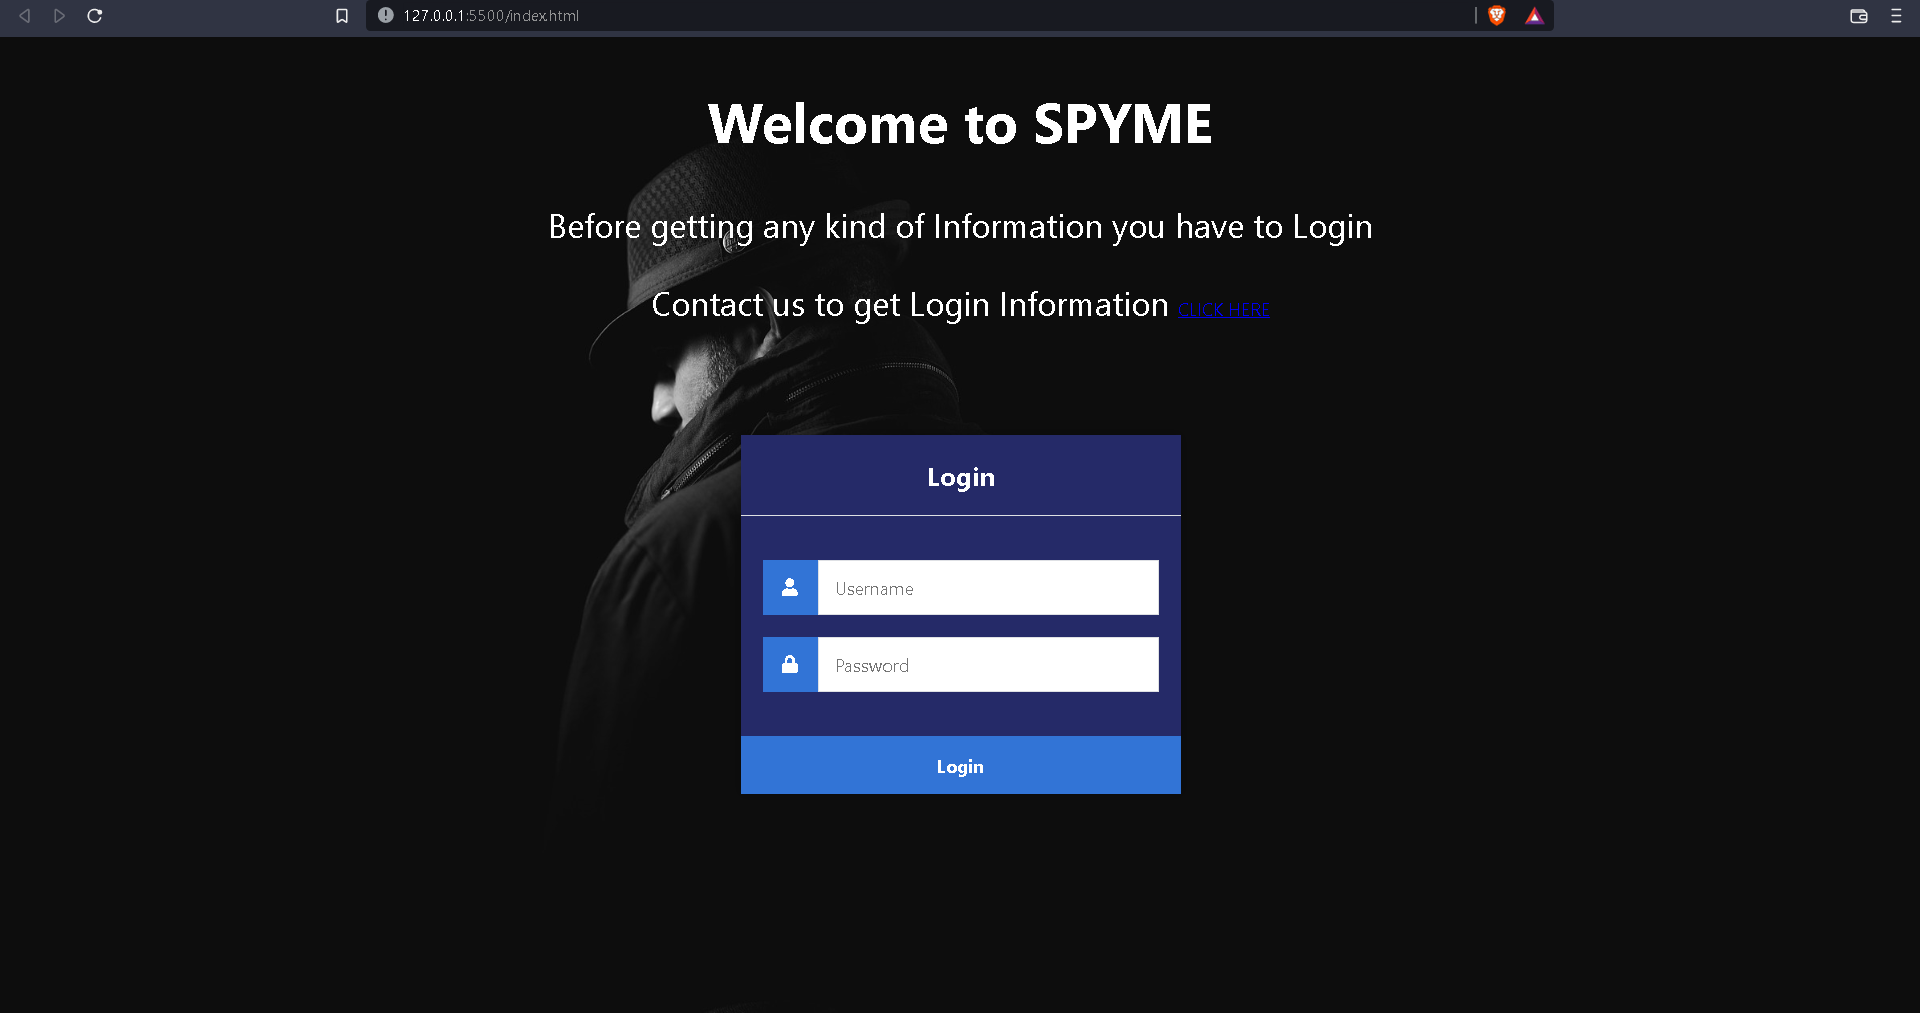 127.0.0.1:5500/index.html
Welcome to SPYME
Before getting any kind of Information you have to Login
Contact us to get Login Information CLICK HERE
Login
Username
Password
Login